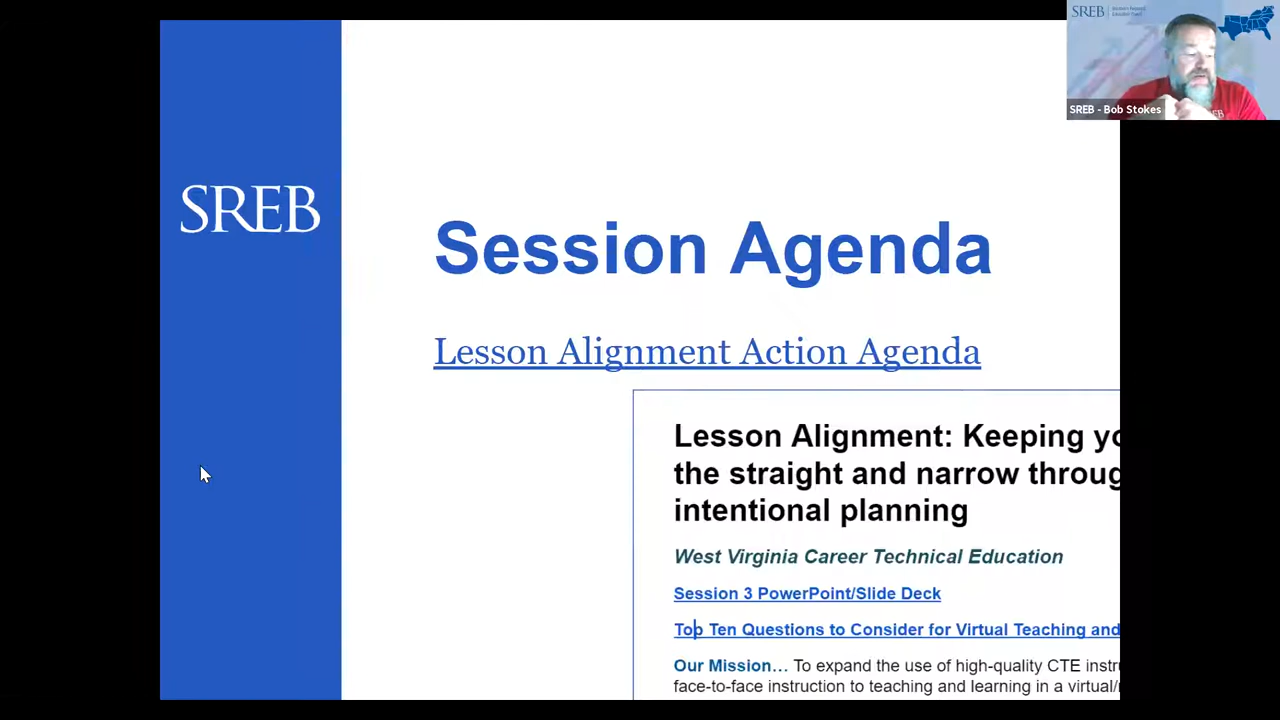 SREB
Session Agenda
Lesson Alignment Action Agenda
Lesson Alignment: Keeping yo
the straight and narrow throug
intentional planning
West Virginia Career Technical Education
Session 3 PowerPoint/Slide Deck
Top Ten Questions to Consider for Virtual Teaching and
Our Mission… To expand the use of high-quality CTE instru
face-to-face instruction to teaching and learning in a virtual/
SREB
SREB - Bob Stokes